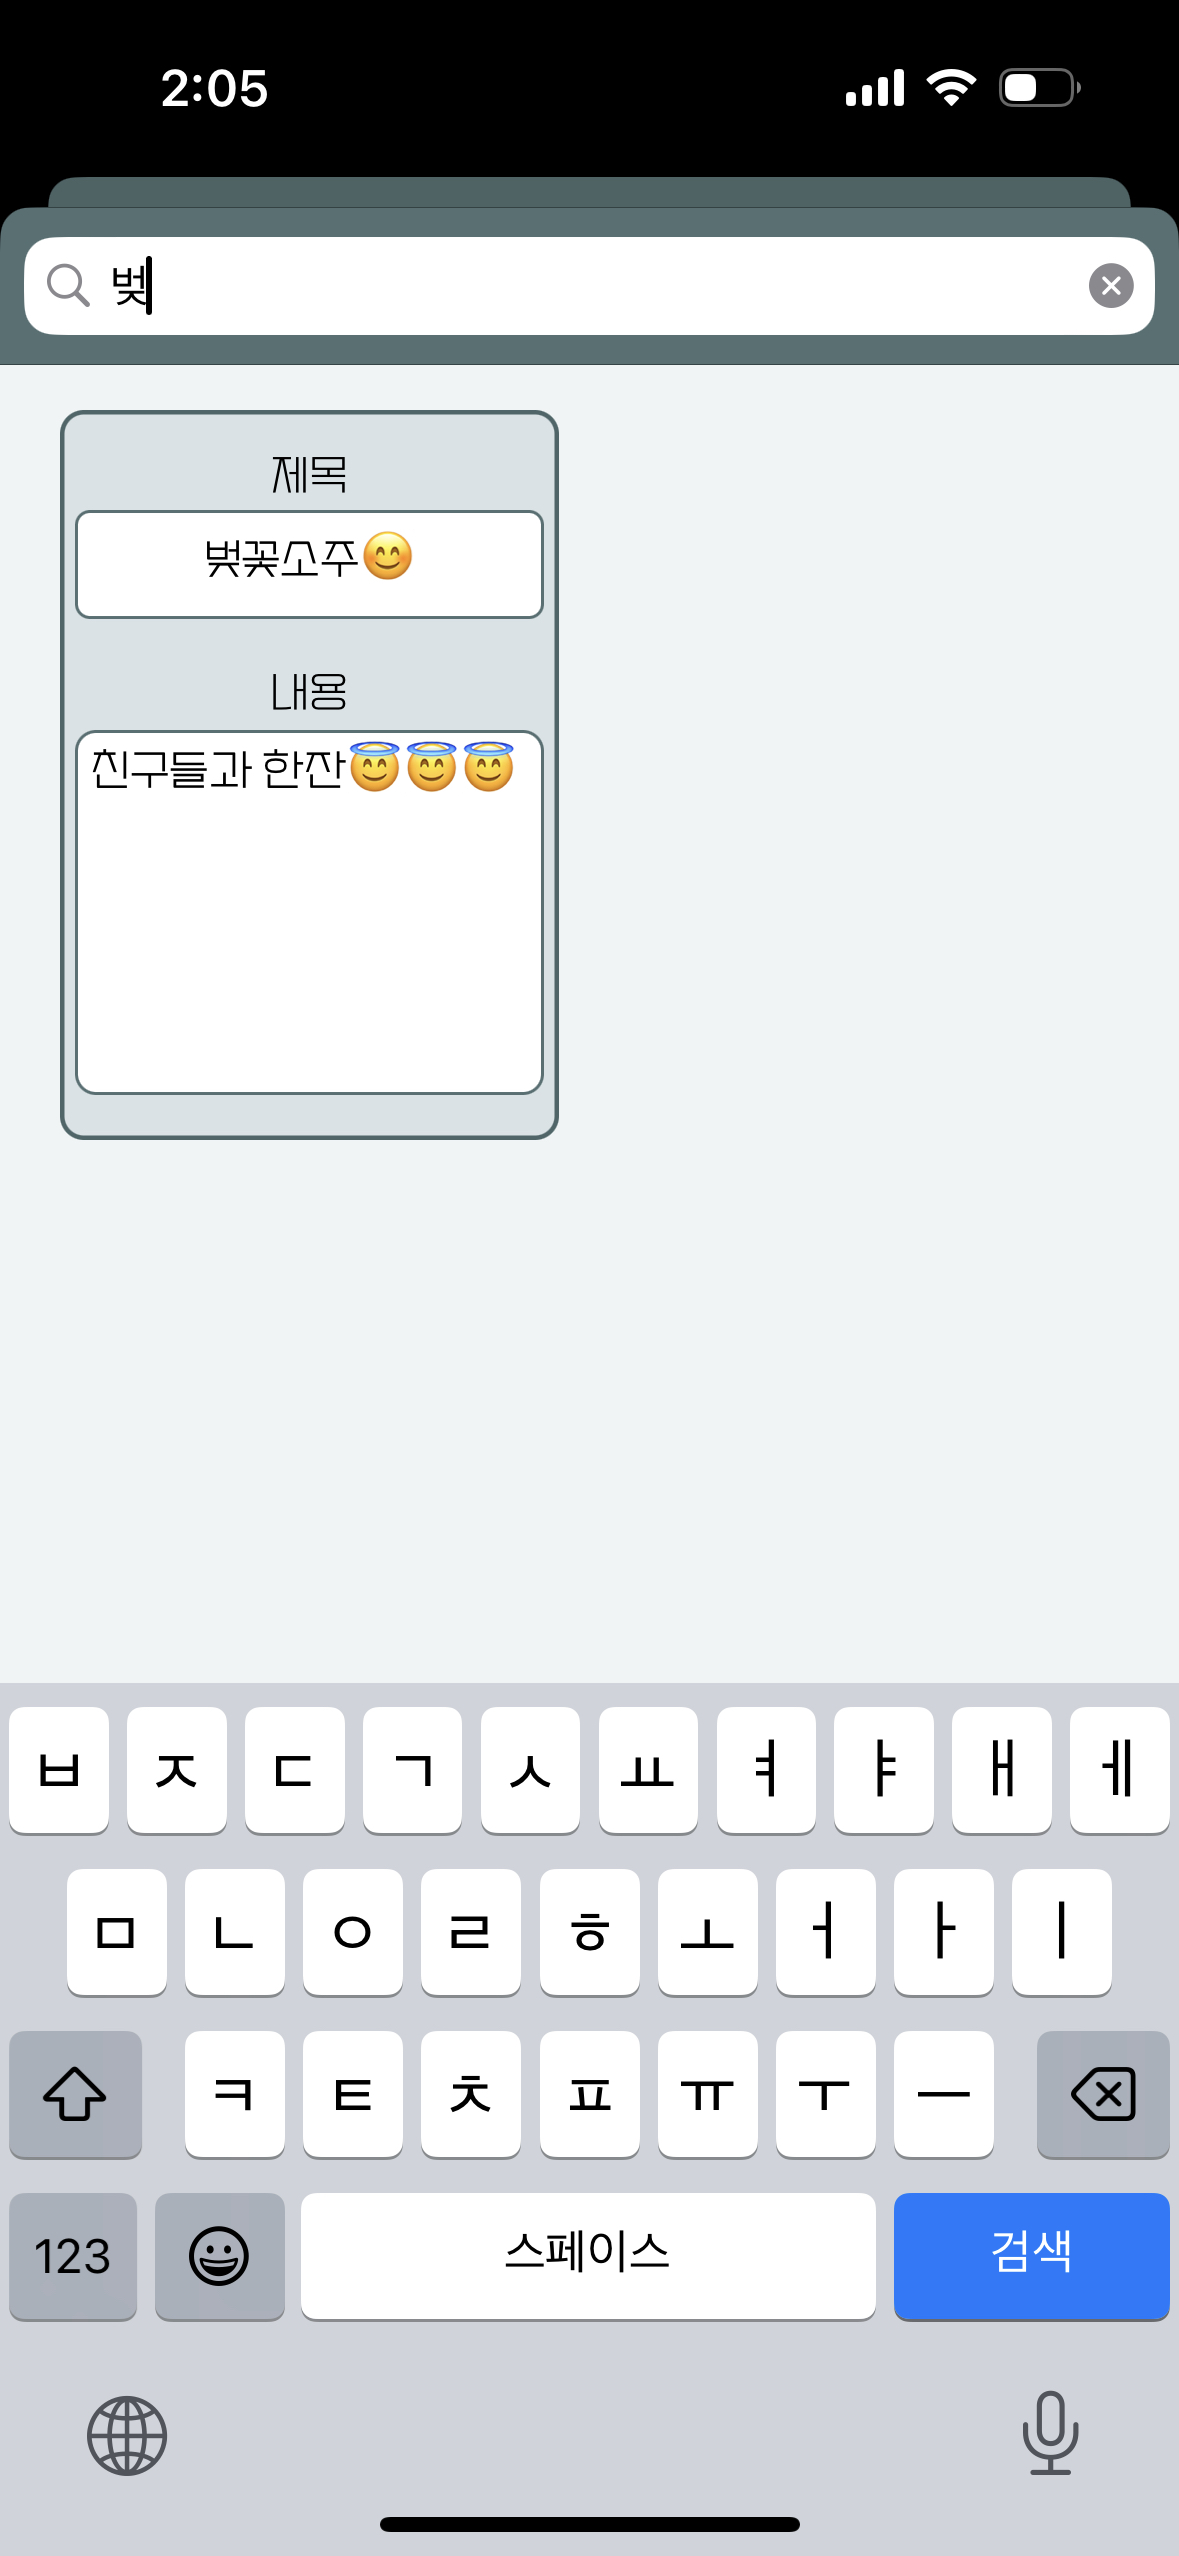 2:05
벚
제목
벚꽃소주😊
내용
친구들과 한잔😇😇😇
ㅂ ㅈ ㄷ ㄱ ㅅ ㅛ ㅕ ㅑ ㅐ ㅔ
ㅁ ㄴ ㅇ ㄹ ㅎ ㅗ ㅓ ㅏ ㅣ
ㅋ ㅌ ㅊ ㅍ ㅠ ㅜ ㅡ
123 스페이스 검색